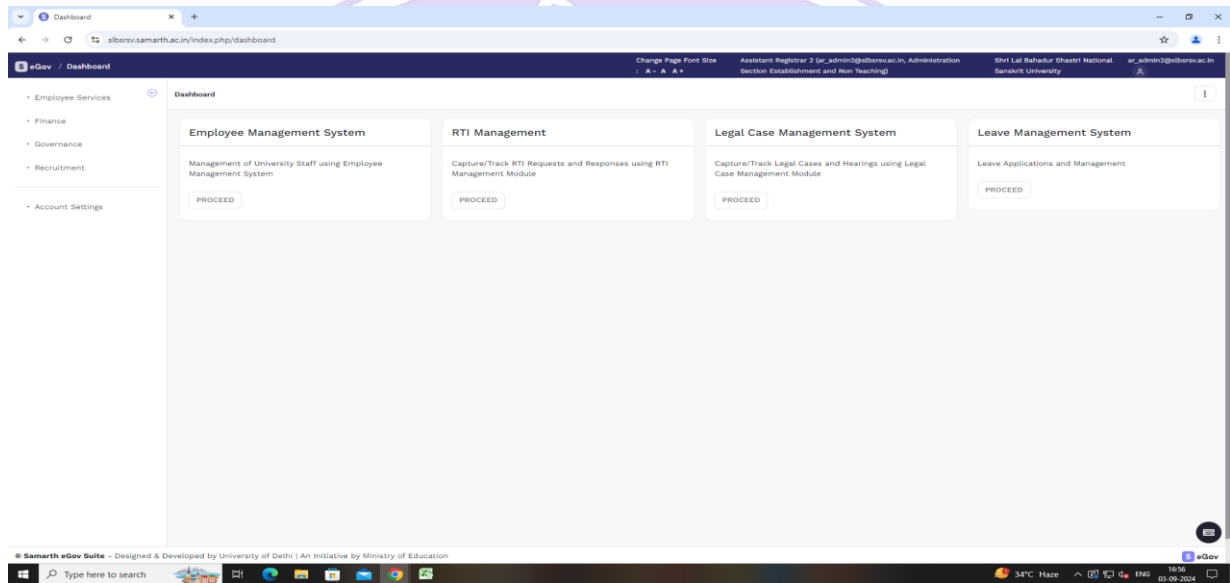 Dashboard
slbsrsv.samarth.ac.in/index.php/dashboard
S eGov / Dashboard
Change Page Font Size
: A- A A+
Assistant Registrar 2 (ar_admin2@slbsrsv.ac.in, Administration
Section Establishment and Non Teaching)
Shri Lal Bahadur Shastri National
Sanskrit University
ar_admin2@slbsrsv.ac.in
Employee Services
Finance
Governance
Recruitment
Account Settings
Dashboard
Employee Management System
Management of University Staff using Employee
Management System
PROCEED
RTI Management
Capture/Track RTI Requests and Responses using RTI
Management Module
PROCEED
Legal Case Management System
Capture/Track Legal Cases and Hearings using Legal
Case Management Module
PROCEED
Leave Management System
Leave Applications and Management
PROCEED
© Samarth eGov Suite - Designed & Developed by University of Delhi | An Initiative by Ministry of Education
S eGov
Type here to search
34°C Haze
ENG
16:56
03-09-2024